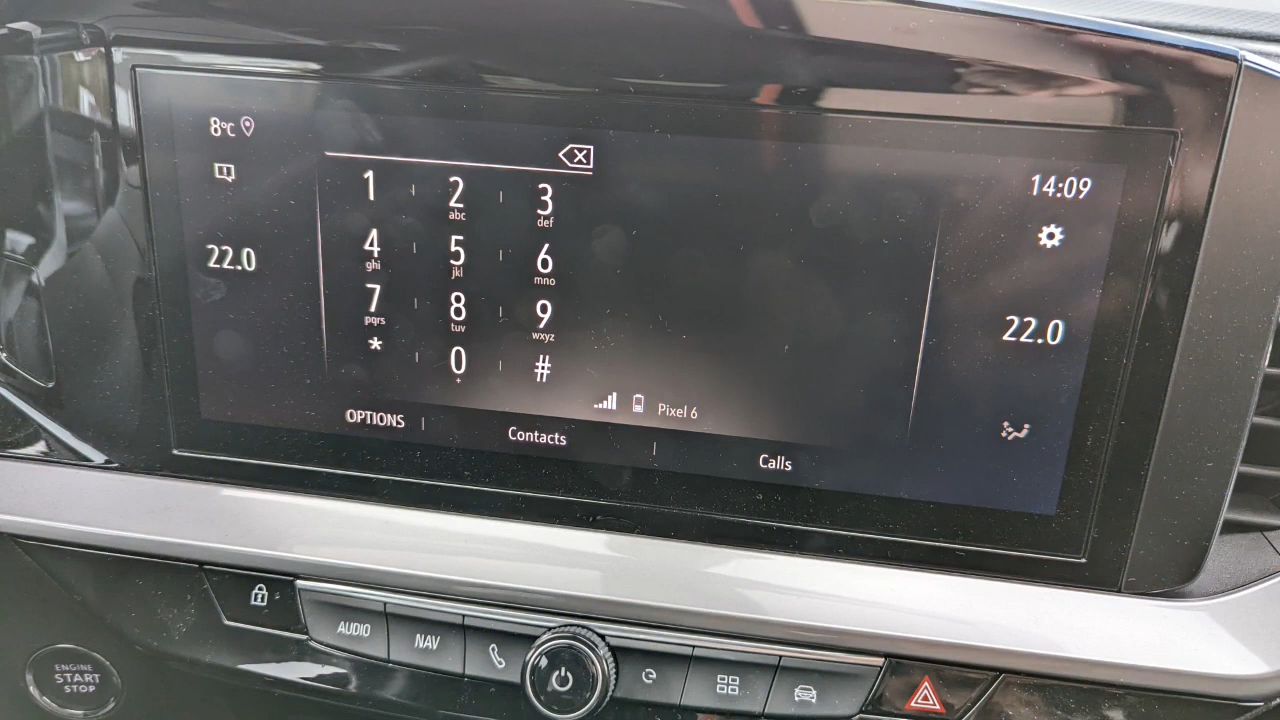 8°C
14:09
1 2 3
abc def
4 5 6
ghi jkl mno
22.0
22.0
7 8 9
pqrs tuv wxyz
* 0 #
+
Pixel 6
OPTIONS Contacts Calls
AUDIO NAV
ENGINE
START
STOP